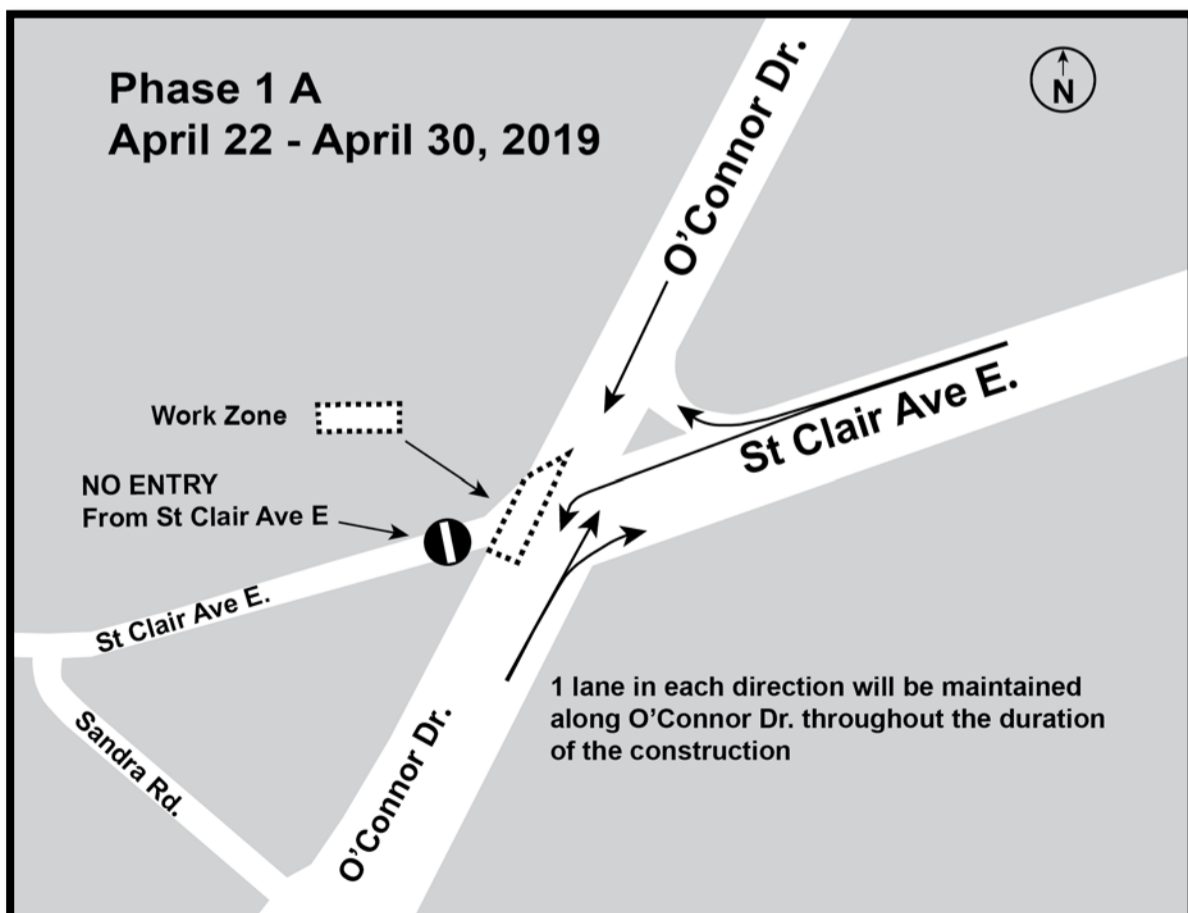 Phase 1 A
April 22 - April 30, 2019
N
O'Connor Dr.
St Clair Ave E.
Work Zone
NO ENTRY
From St Clair Ave E
St Clair Ave E.
Sandra Rd.
O'Connor Dr.
1 lane in each direction will be maintained
along O'Connor Dr. throughout the duration
of the construction